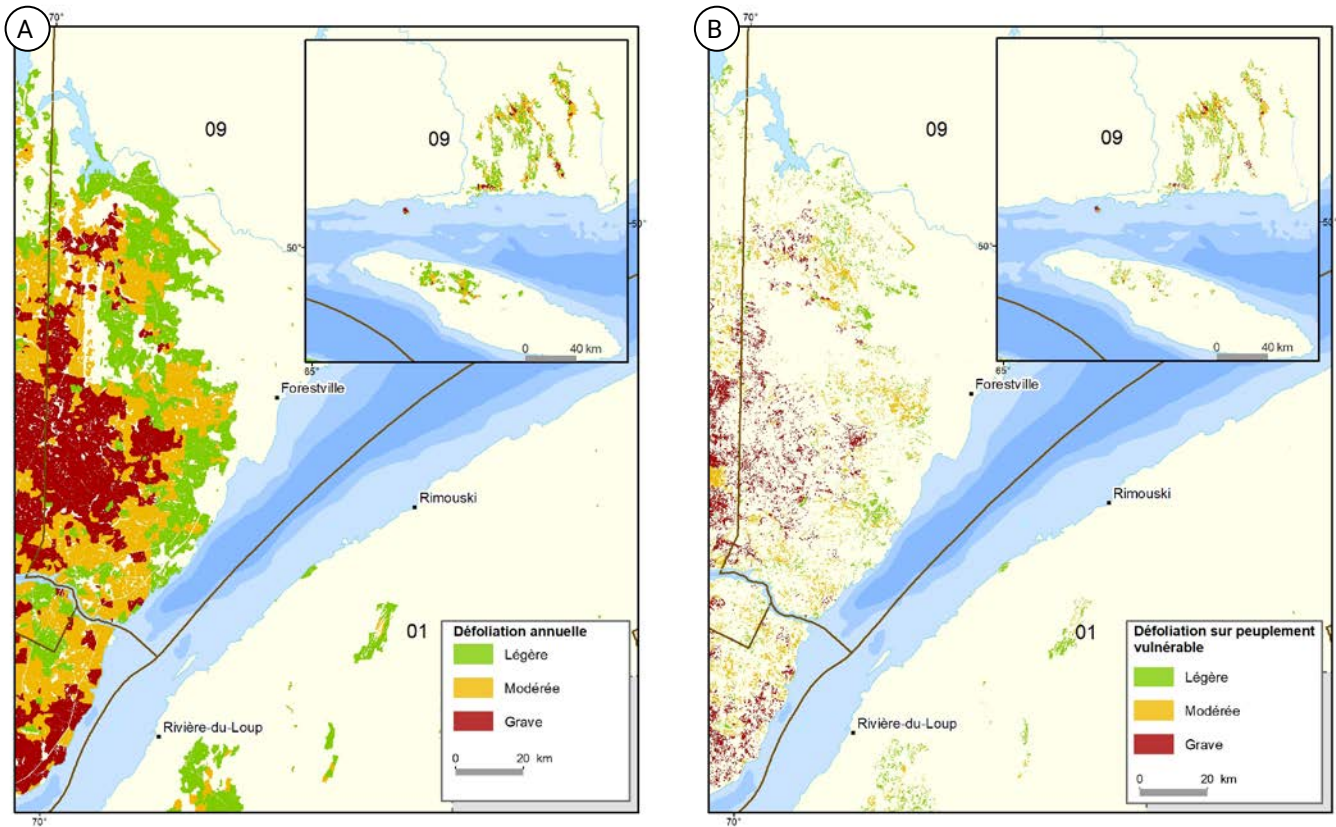 A
70°
09
09
50°
50°
0 40 km
65°
Forestville
Rimouski
01
Rivière-du-Loup
Défoliation annuelle
Légère
Modérée
Grave
0 20 km
70°
B
70°
09
09
50°
50°
0 40 km
65°
Forestville
Rimouski
01
Rivière-du-Loup
Défoliation sur peuplement
vulnérable
Légère
Modérée
Grave
0 20 km
70°